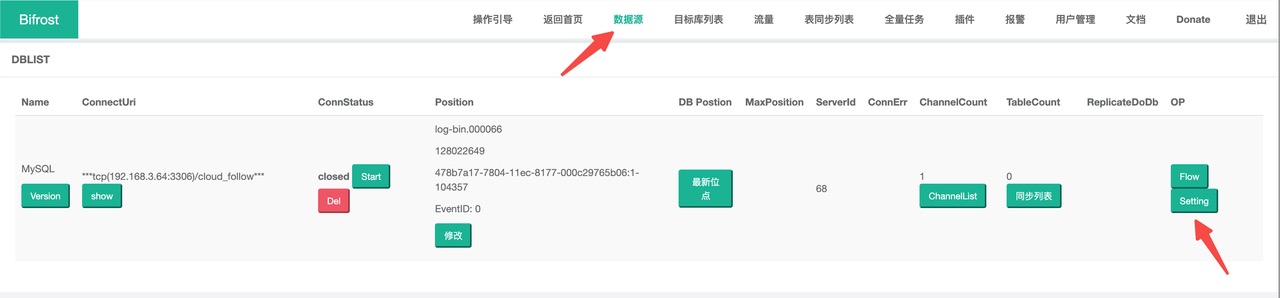 Bifrost
操作引导 返回首页 数据源 目标库列表 流量 表同步列表 全量任务 插件 报警 用户管理 文档 Donate 退出
DBLIST
Name ConnectUri ConnStatus Position DB Postion MaxPosition ServerId ConnErr ChannelCount TableCount ReplicateDoDb OP
MySQL
Version
***tcp(192.168.3.64:3306)/cloud_follow***
show
closed Start
Del
log-bin.000066
128022649
478b7a17-7804-11ec-8177-000c29765b06:1-
104357
EventID: 0
修改
最新位
点
68
1
ChannelList
0
同步列表
Flow
Setting